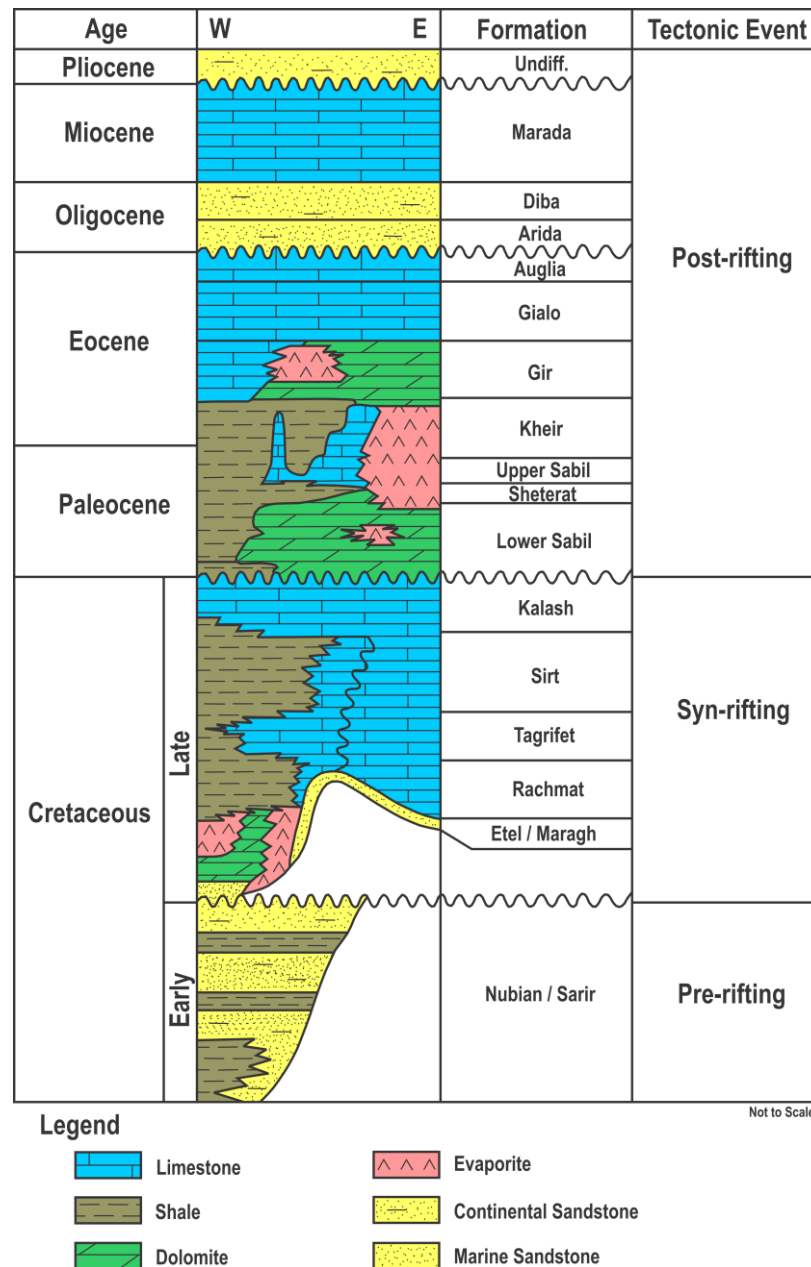 Age W E Formation Tectonic Event
Pliocene
Undiff.
Miocene
Marada
Oligocene
Diba
Arida
Post-rifting
Auglia
Eocene
Gialo
Gir
Kheir
Paleocene
Upper Sabil
Sheterat
Lower Sabil
Cretaceous
Late
Kalash
Sirt
Syn-rifting
Tagrifet
Rachmat
Etel / Maragh
Early
Nubian / Sarir
Pre-rifting
Not to Scale
Legend
Limestone
Evaporite
Shale
Continental Sandstone
Dolomite
Marine Sandstone